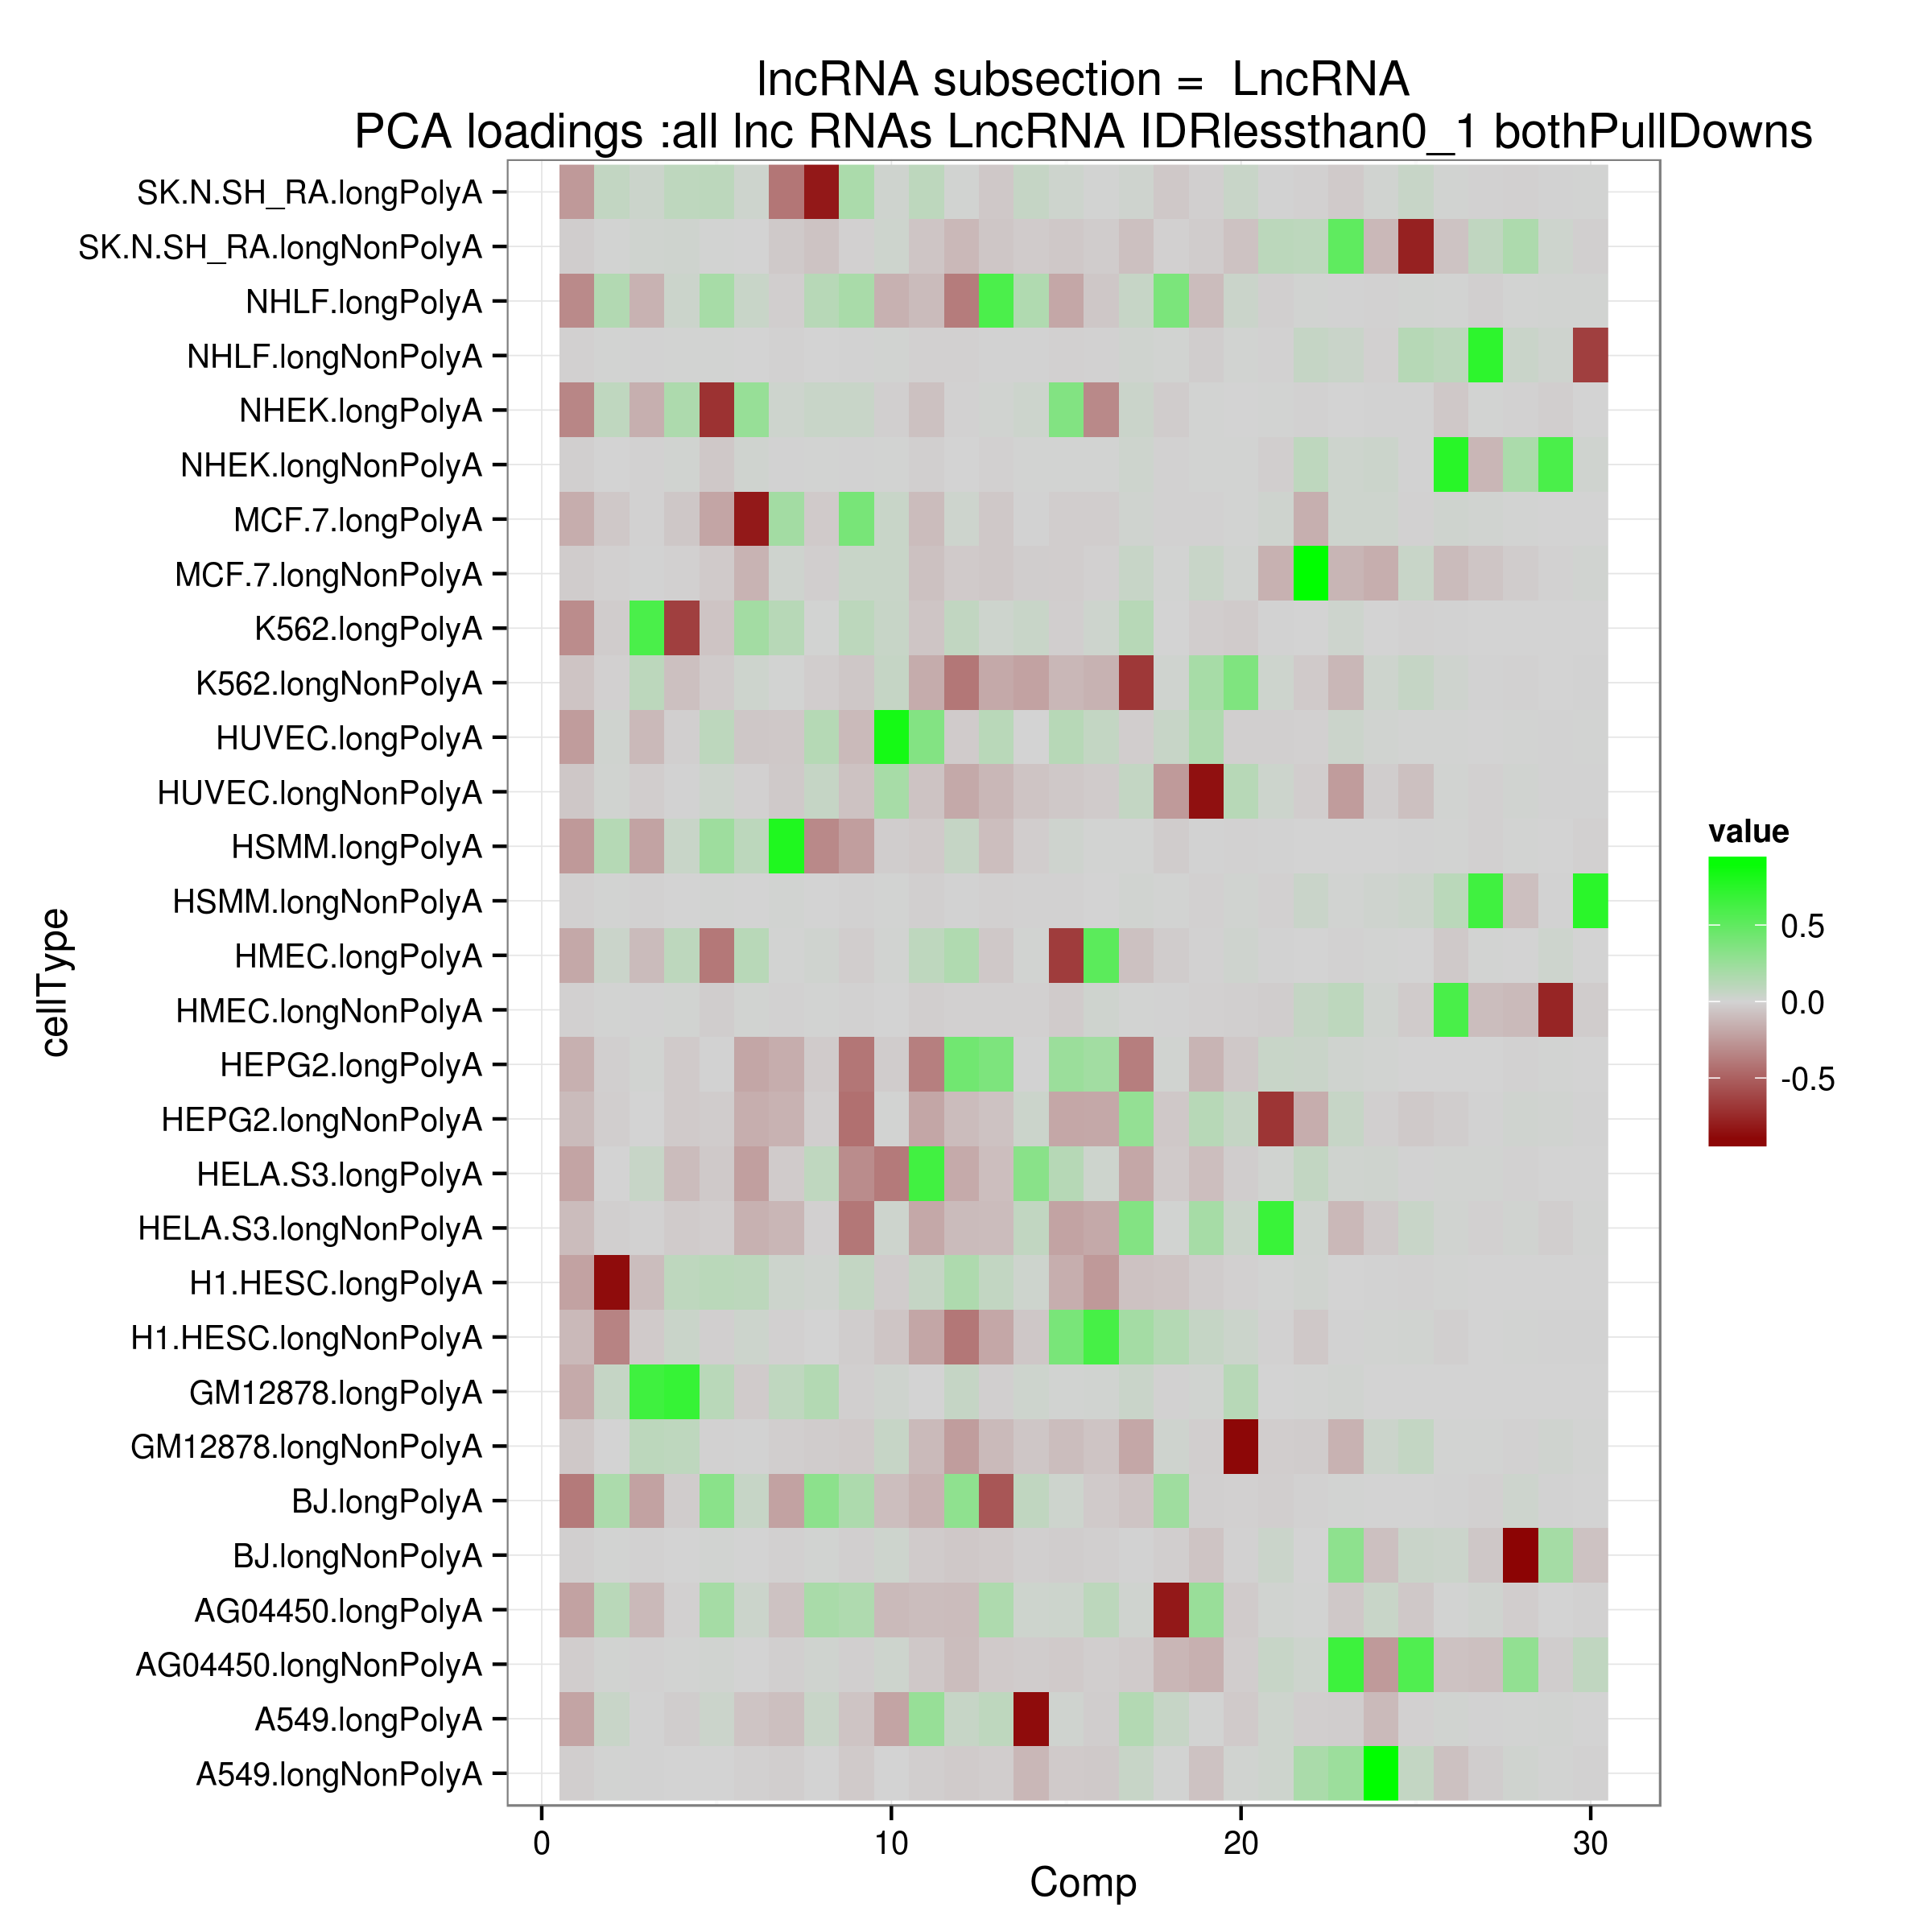 lncRNA subsection =  LncRNA
PCA loadings :all lnc RNAs LncRNA IDRlessthan0_1 bothPullDowns
SK.N.SH_RA.longPolyA
SK.N.SH_RA.longNonPolyA
NHLF.longPolyA
NHLF.longNonPolyA
NHEK.longPolyA
NHEK.longNonPolyA
MCF.7.longPolyA
MCF.7.longNonPolyA
K562.longPolyA
K562.longNonPolyA
HUVEC.longPolyA
HUVEC.longNonPolyA
HSMM.longPolyA
HSMM.longNonPolyA
HMEC.longPolyA
HMEC.longNonPolyA
HEPG2.longPolyA
HEPG2.longNonPolyA
HELA.S3.longPolyA
HELA.S3.longNonPolyA
H1.HESC.longPolyA
H1.HESC.longNonPolyA
GM12878.longPolyA
GM12878.longNonPolyA
BJ.longPolyA
BJ.longNonPolyA
AG04450.longPolyA
AG04450.longNonPolyA
A549.longPolyA
A549.longNonPolyA
cellType
0 10 20 30
Comp
value
0.5
0.0
-0.5